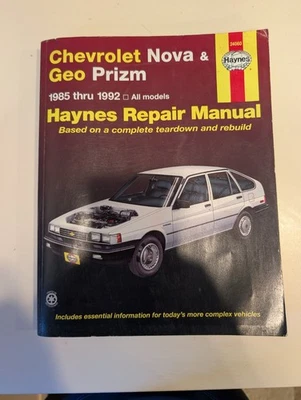 Chevrolet Nova &
Geo Prizm
Haynes
1985 thru 1992 □ All models
Haynes Repair Manual
Based on a complete teardown and rebuild
Includes essential information for today's more complex vehicles